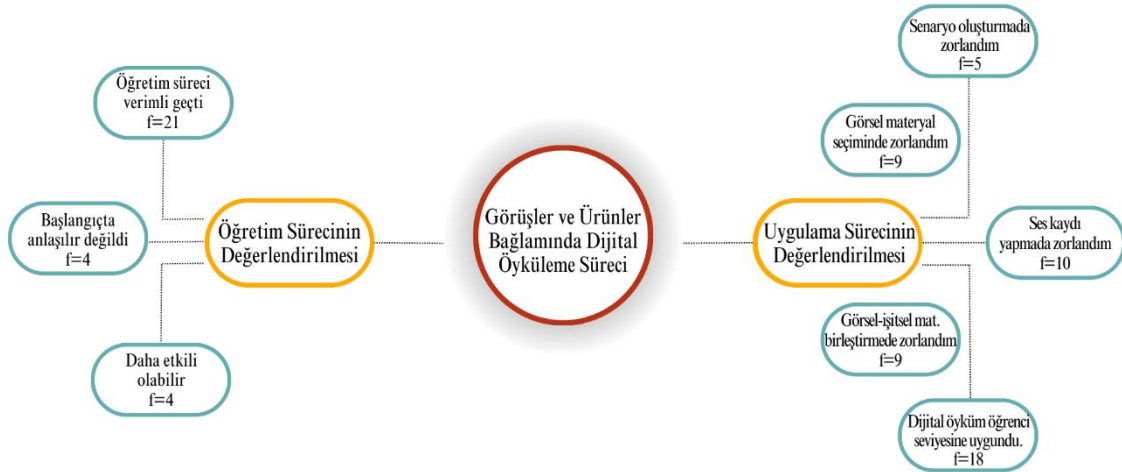 Öğretim süreci
verimli geçti
f=21
Başlangıçta
anlaşılır değildi
f=4
Daha etkili
olabilir
f=4
Öğretim Sürecinin
Değerlendirilmesi
Görüşler ve Ürünler
Bağlamında Dijital
Öyküleme Süreci
Uygulama Sürecinin
Değerlendirilmesi
Senaryo oluşturmada
zorlandım
f=5
Görsel materyal
seçiminde zorlandım
f=9
Ses kaydı
yapmada zorlandım
f=10
Görsel-işitsel mat.
birleştirmede zorlandım
f=9
Dijital öyküm öğrenci
seviyesine uygundu.
f=18